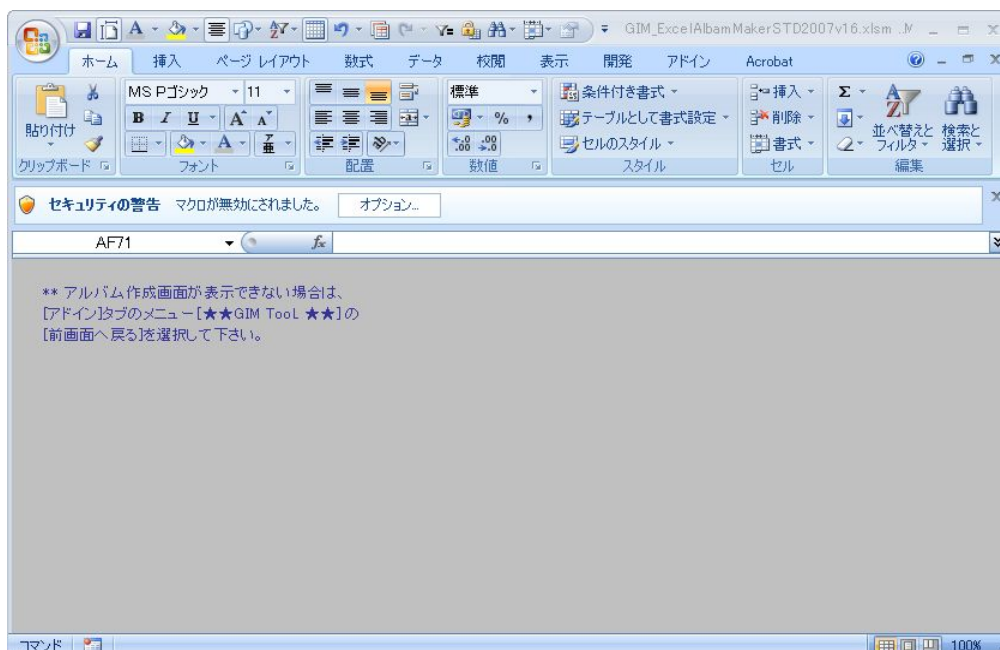 GIM_ExcelAlbamMakerSTD2007v16.xlsm ..M
ホーム 挿入 ページ レイアウト 数式 データ 校閲 表示 開発 アドイン Acrobat
貼り付け
クリップボード
MS Pゴシック 11
B I U A A
A 亜
フォント
配置
標準
% ,
数値
条件付き書式
テーブルとして書式設定
セルのスタイル
スタイル
挿入
削除
書式
セル
Σ
並べ替えと
フィルタ
検索と
選択
編集
セキュリティの警告 マクロが無効にされました。 オプション...
AF71 fx
** アルバム作成画面が表示できない場合は、
[アドイン]タブのメニュー[★★GIM TooL ★★]の
[前画面へ戻る]を選択して下さい。
コマンド 100%